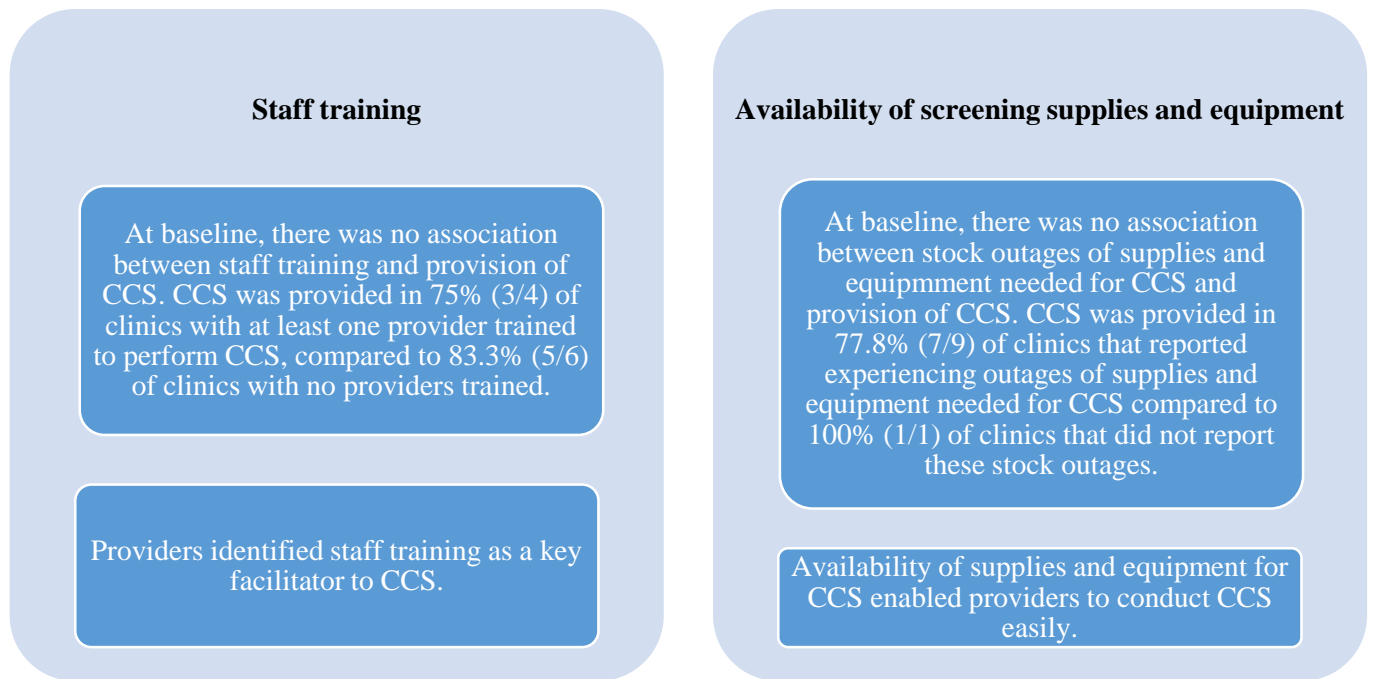 Staff training
At baseline, there was no association
between staff training and provision of
CCS. CCS was provided in 75% (3/4) of
clinics with at least one provider trained
to perform CCS, compared to 83.3% (5/6)
of clinics with no providers trained.
Providers identified staff training as a key
facilitator to CCS.
Availability of screening supplies and equipment
At baseline, there was no association
between stock outages of supplies and
equipmment needed for CCS and
provision of CCS. CCS was provided in
77.8% (7/9) of clinics that reported
experiencing outages of supplies and
equipment needed for CCS compared to
100% (1/1) of clinics that did not report
these stock outages.
Availability of supplies and equipment for
CCS enabled providers to conduct CCS
easily.